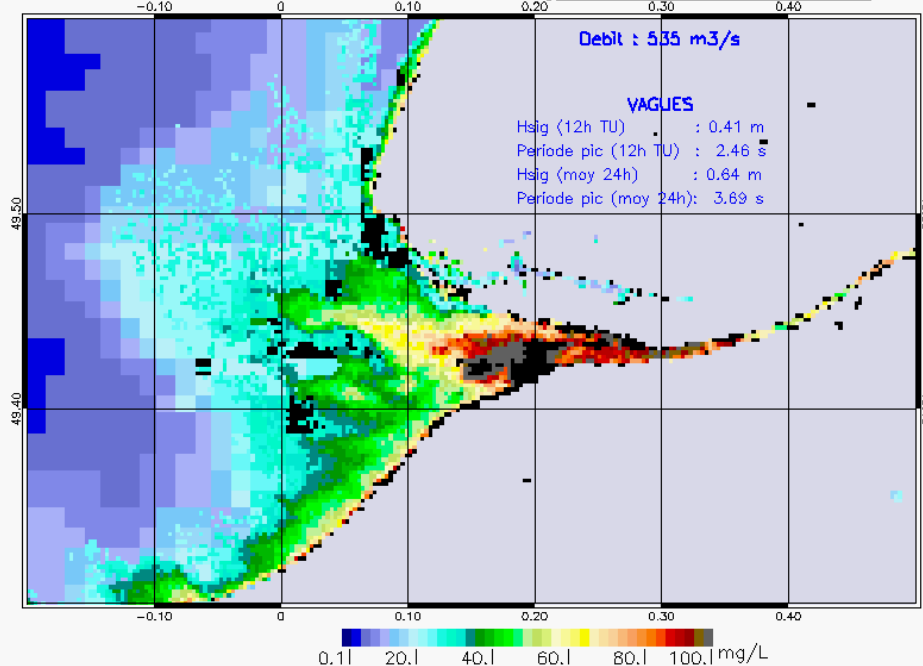 -0.10 0 0.10 0.20 0.30 0.40
Debit : 535 m3/s
VAGUES
Hsig (12h TU) : 0.41 m
Periode pic (12h TU) : 2.46 s
Hsig (moy 24h) : 0.64 m
Periode pic (moy 24h): 3.69 s
49.50
49.40
-0.10 0 0.10 0.20 0.30 0.40
0.1 20. 40. 60. 80. 100. mg/L